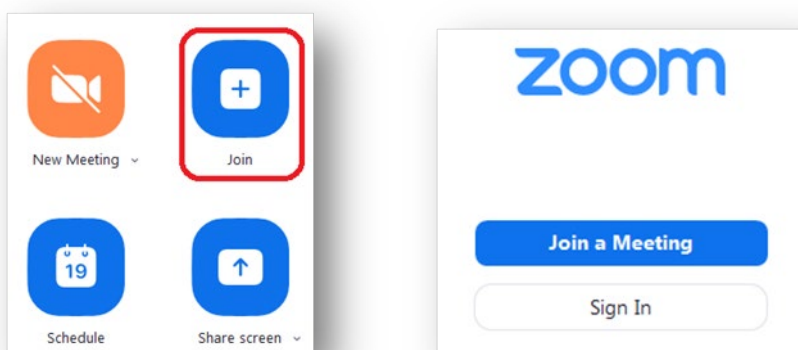 New Meeting
Join
19
Schedule
Share screen
zoom
Join a Meeting
Sign In